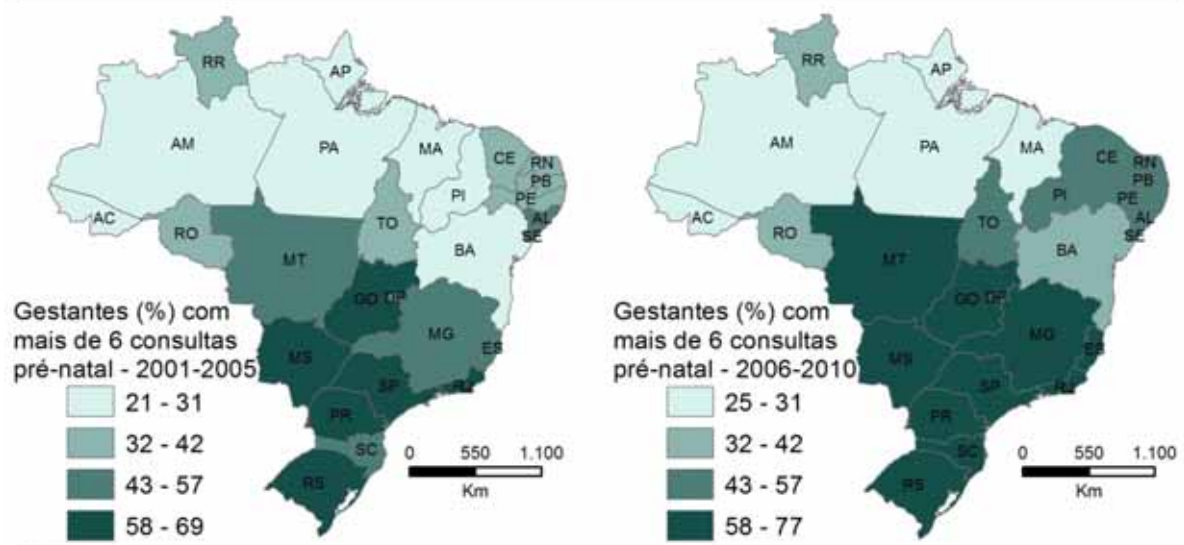 RR
AP
AM
PA
MA
CE
RN
PB
PI
PE
AC
AL
TO
SE
RO
BA
MT
GO
DF
MG
ES
MS
SP
RJ
PR
SC
RS
Gestantes (%) com
mais de 6 consultas
pré-natal - 2001-2005
21 - 31
32 - 42
43 - 57
58 - 69
0 550 1.100
Km
RR
AP
AM
PA
MA
CE
RN
PB
PI
PE
AC
AL
TO
SE
RO
BA
MT
GO
DF
MG
ES
MS
SP
RJ
PR
SC
RS
Gestantes (%) com
mais de 6 consultas
pré-natal - 2006-2010
25 - 31
32 - 42
43 - 57
58 - 77
0 550 1.100
Km